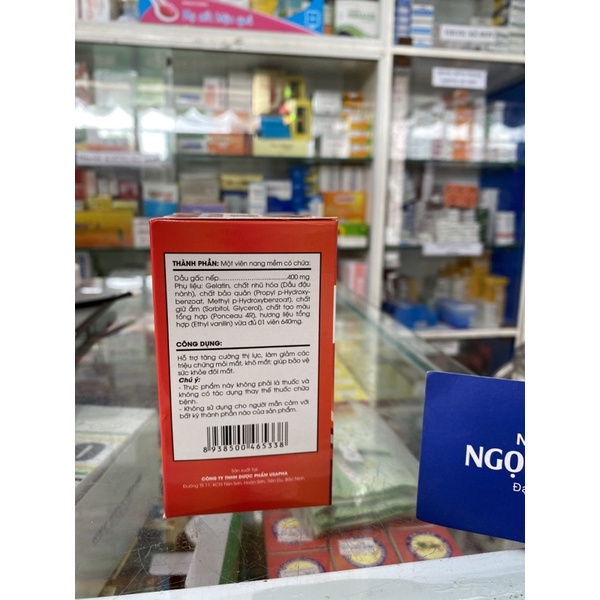 THÀNH PHẦN: Một viên nang mềm có chứa:
Dầu gấc nếp..........................400 mg
Phụ liệu: Gelatin, chất nhũ hóa (Dầu đậu
nành), chất bảo quản (Propyl p-Hydroxy-
benzoat, Methyl p-Hydroxybenzoat), chất
giữ ẩm (Sorbitol, Glycerol), chất tạo màu
tổng hợp (Ponceau 4R), hương liệu tổng
hợp (Ethyl vanilin) vừa đủ 01 viên 640mg.
CÔNG DỤNG:
Hỗ trợ tăng cường thị lực, làm giảm các
triệu chứng mỏi mắt, khô mắt; giúp bảo vệ
sức khỏe đôi mắt.
Chú ý:
- Thực phẩm này không phải là thuốc và
không có tác dụng thay thế thuốc chữa
bệnh.
- Không sử dụng cho người mẫn cảm với
bất kỳ thành phần nào của sản phẩm.
8 938500 465338
Sản xuất tại
CÔNG TY TNHH DƯỢC PHẨM USAPHA
NGỌ